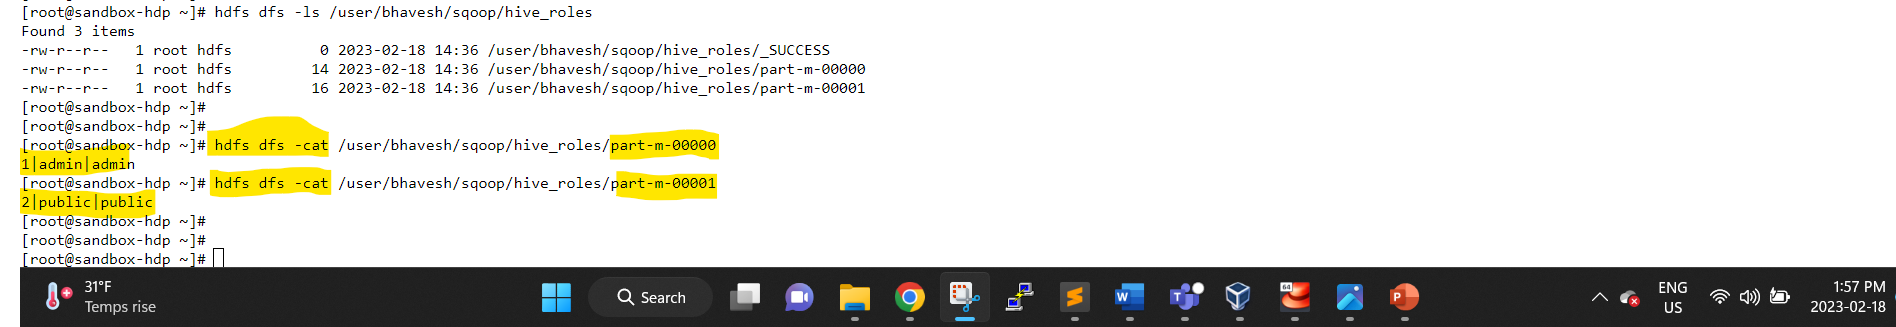 [root@sandbox-hdp ~]# hdfs dfs -ls /user/bhavesh/sqoop/hive_roles
Found 3 items
-rw-r--r--   1 root hdfs          0 2023-02-18 14:36 /user/bhavesh/sqoop/hive_roles/_SUCCESS
-rw-r--r--   1 root hdfs         14 2023-02-18 14:36 /user/bhavesh/sqoop/hive_roles/part-m-00000
-rw-r--r--   1 root hdfs         16 2023-02-18 14:36 /user/bhavesh/sqoop/hive_roles/part-m-00001
[root@sandbox-hdp ~]#
[root@sandbox-hdp ~]#
[root@sandbox-hdp ~]# hdfs dfs -cat /user/bhavesh/sqoop/hive_roles/part-m-00000
1|admin|admin
[root@sandbox-hdp ~]# hdfs dfs -cat /user/bhavesh/sqoop/hive_roles/part-m-00001
2|public|public
[root@sandbox-hdp ~]#
[root@sandbox-hdp ~]#
[root@sandbox-hdp ~]#
31°F
Temps rise
Search
64
ENG
US
1:57 PM
2023-02-18